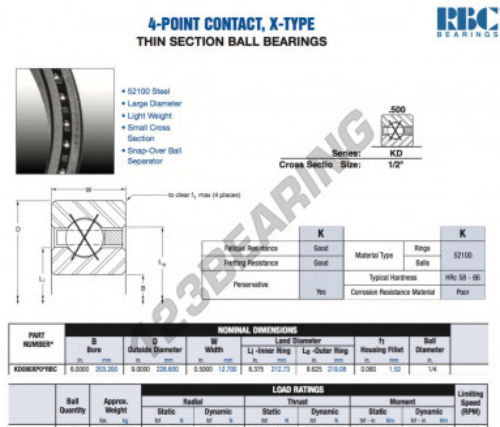 4-POINT CONTACT, X-TYPE
THIN SECTION BALL BEARINGS
RBC
BEARINGS
• 52100 Steel
• Large Diameter
• Light Weight
• Small Cross
Section
• Snap-Over Ball
Separator
.500
Series: KD
Cross Sectio Size: 1/2"
W
to clear f1 max (4 places)
D
Li
Lo
B
123BEARING
K K
Fatigue Resistance Good
Fretting Resistance Good
Persensitive Yes
Material Type Rings Balls 52100
Typical Hardness HRc 58 - 66
Corrosion Resistance Material Poor
NOMINAL DIMENSIONS
PART NUMBER* B Bore D Outside Diameter W Width Land Diameter f1 Housing Fillet Ball Diameter
Li -Inner Ring Lo -Outer Ring
in. mm in. mm in. mm in. mm in. mm in. mm in.
8.0000 203.200 9.0000 228.600 0.5000 12.700 8.375 212.73 8.625 219.08 0.060 1.52 1/4
LOAD RATINGS
Ball Quantity Approx. Weight Radial Thrust Moment Limiting Speed (RPM)
Static Dynamic Static Dynamic Static Dynamic
lbs. kg lbf N lbf N lbf N lbf N lbf - in Nm lbf - in Nm